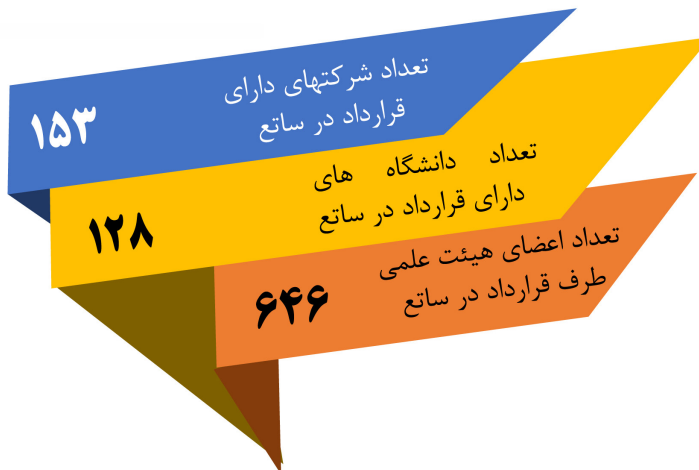 تعداد شرکتهای دارای
قرارداد در ساتع
۱۵۳
تعداد دانشگاه های
دارای قرارداد در ساتع
۱۲۸
تعداد اعضای هیئت علمی
طرف قرارداد در ساتع
۶۴۶